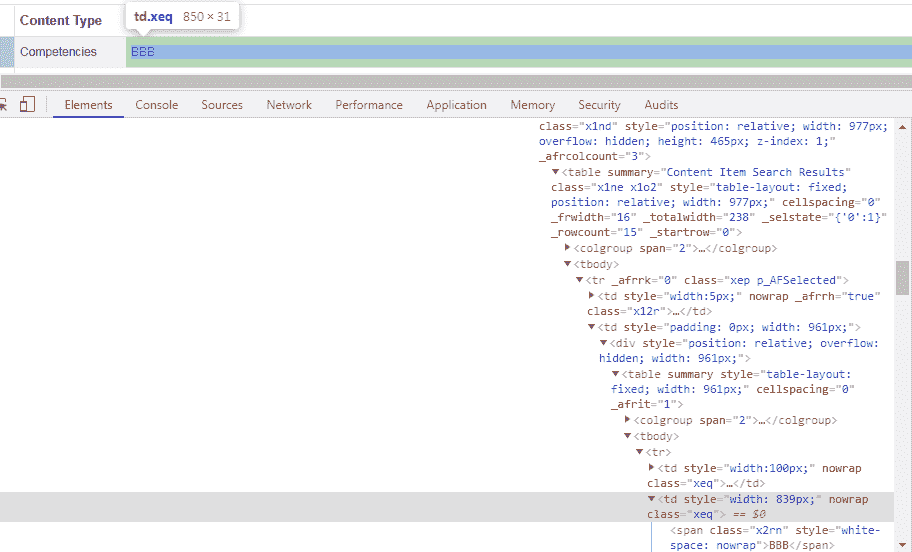 Content Type
td.xeq 850 × 31
Competencies BBB
Elements Console Sources Network Performance Application Memory Security Audits
class="x1nd" style="position: relative; width: 977px;
overflow: hidden; height: 465px; z-index: 1;"
_afrcolcount="3">
▼<table summary="Content Item Search Results"
class="x1ne x1o2" style="table-layout: fixed;
position: relative; width: 977px;" cellspacing="0"
_frwidth="16" _totalwidth="238" _selstate="{'0':1}"
_rowcount="15" _startrow="0">
▶<colgroup span="2">…</colgroup>
▼<tbody>
▼<tr _afrrk="0" class="xep p_AFSelected">
▶<td style="width:5px;" nowrap _afrrh="true"
class="x12r">…</td>
▼<td style="padding: 0px; width: 961px;">
▼<div style="position: relative; overflow:
hidden; width: 961px;">
▼<table summary style="table-layout:
fixed; width: 961px;" cellspacing="0"
_afrit="1">
▶<colgroup span="2">…</colgroup>
▼<tbody>
▼<tr>
▶<td style="width:100px;" nowrap
class="xeq">…</td>
▼<td style="width: 839px;" nowrap
class="xeq"> == $0
<span class="x2rn" style="white-
space: nowrap">BBB</span>